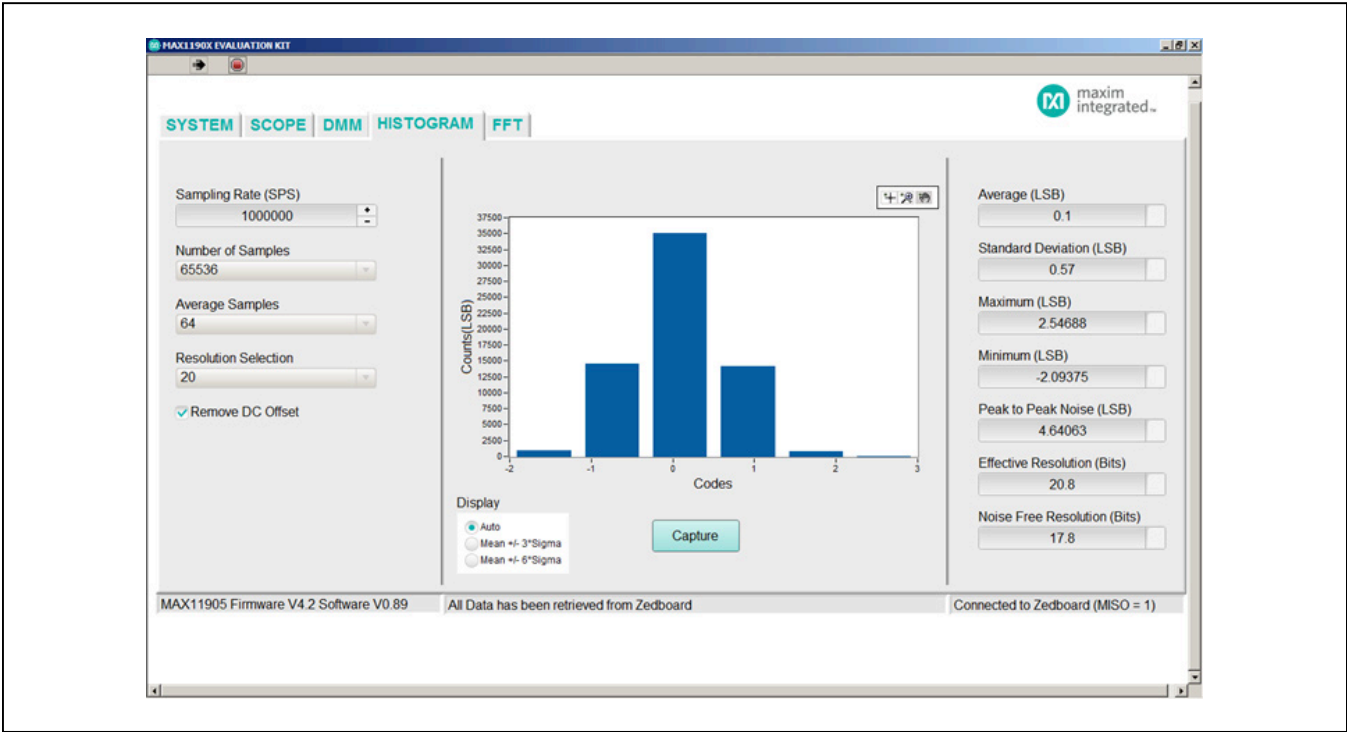 MAX1190X EVALUATION KIT
maxim
integrated™
SYSTEM SCOPE DMM HISTOGRAM FFT
Sampling Rate (SPS)
1000000
Number of Samples
65536
Average Samples
64
Resolution Selection
20
Remove DC Offset
37500
35000
32500
30000
27500
25000
22500
20000
17500
15000
12500
10000
7500
5000
2500
0
Counts(LSB)
-2 -1 0 1 2 3
Codes
Display
Auto
Mean +/- 3*Sigma
Mean +/- 6*Sigma
Capture
Average (LSB)
0.1
Standard Deviation (LSB)
0.57
Maximum (LSB)
2.54688
Minimum (LSB)
-2.09375
Peak to Peak Noise (LSB)
4.64063
Effective Resolution (Bits)
20.8
Noise Free Resolution (Bits)
17.8
MAX11905 Firmware V4.2 Software V0.89
All Data has been retrieved from Zedboard
Connected to Zedboard (MISO = 1)